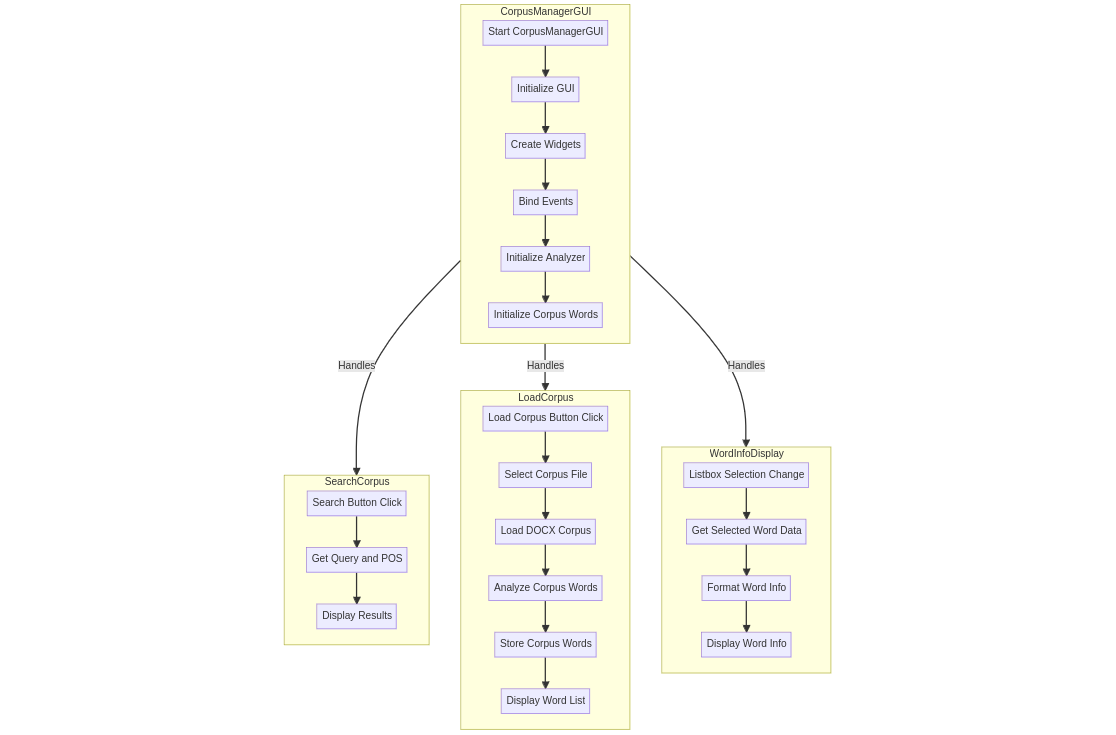 CorpusManagerGUI
Start CorpusManagerGUI
Initialize GUI
Create Widgets
Bind Events
Initialize Analyzer
Initialize Corpus Words
Handles
Handles
Handles
SearchCorpus
Search Button Click
Get Query and POS
Display Results
LoadCorpus
Load Corpus Button Click
Select Corpus File
Load DOCX Corpus
Analyze Corpus Words
Store Corpus Words
Display Word List
WordInfoDisplay
Listbox Selection Change
Get Selected Word Data
Format Word Info
Display Word Info